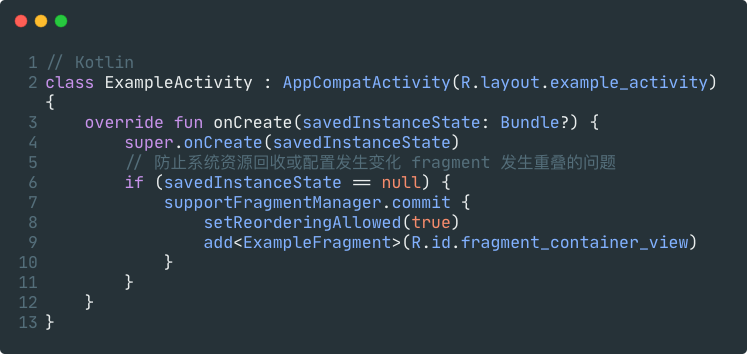 1 // Kotlin
2 class ExampleActivity : AppCompatActivity(R.layout.example_activity)
{
3     override fun onCreate(savedInstanceState: Bundle?) {
4         super.onCreate(savedInstanceState)
5         // 防止系统资源回收或配置发生变化 fragment 发生重叠的问题
6         if (savedInstanceState == null) {
7             supportFragmentManager.commit {
8                 setReorderingAllowed(true)
9                 add<ExampleFragment>(R.id.fragment_container_view)
10             }
11         }
12     }
13 }